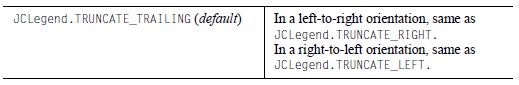 JCLegend.TRUNCATE_TRAILING (default)
In a left-to-right orientation, same as
JCLegend.TRUNCATE_RIGHT.
In a right-to-left orientation, same as
JCLegend.TRUNCATE_LEFT.